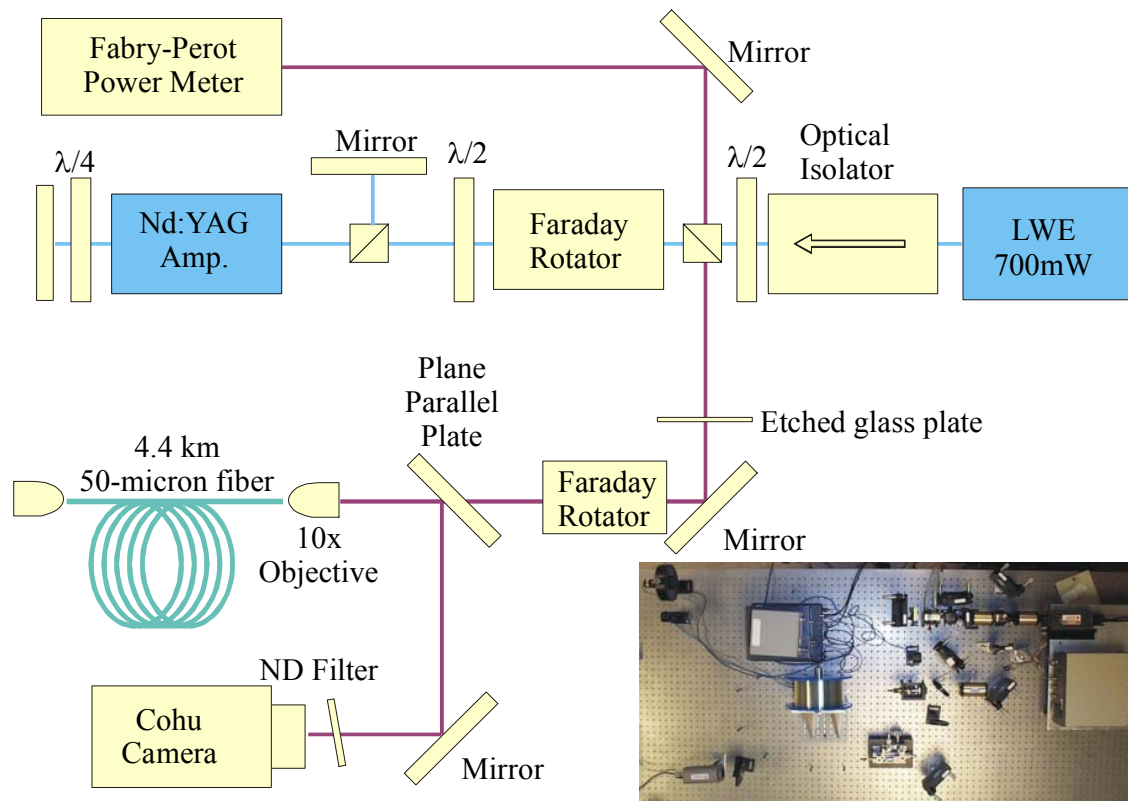 Fabry-Perot
Power Meter
Mirror
λ/4
Mirror
λ/2
λ/2
Optical
Isolator
Nd:YAG
Amp.
Faraday
Rotator
LWE
700mW
Plane
Parallel
Plate
Etched glass plate
4.4 km
50-micron fiber
Faraday
Rotator
10x
Objective
Mirror
ND Filter
Cohu
Camera
Mirror